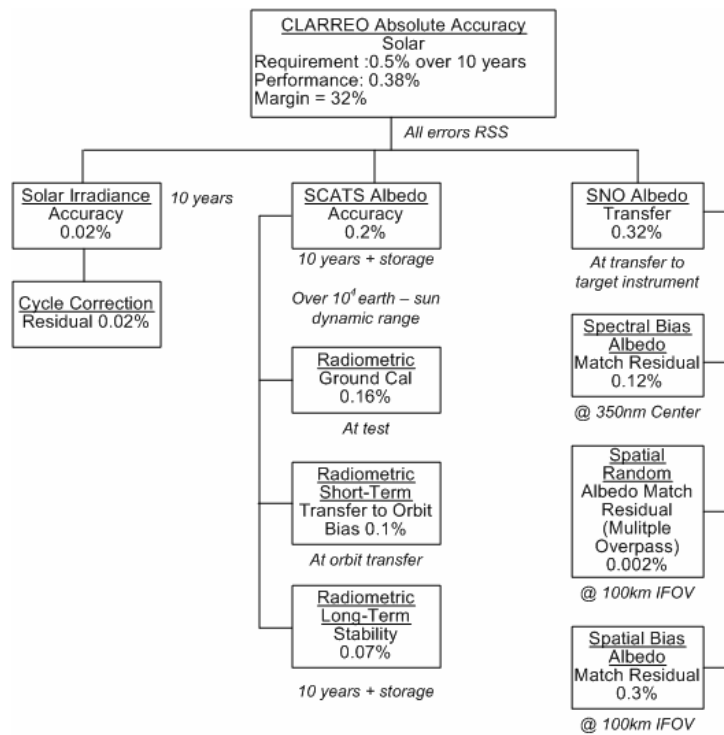 CLARREO Absolute Accuracy
Solar
Requirement :0.5% over 10 years
Performance: 0.38%
Margin = 32%
All errors RSS
Solar Irradiance
Accuracy
0.02%
10 years
Cycle Correction
Residual 0.02%
SCATS Albedo
Accuracy
0.2%
10 years + storage
Over 10⁴ earth – sun
dynamic range
Radiometric
Ground Cal
0.16%
At test
Radiometric
Short-Term
Transfer to Orbit
Bias 0.1%
At orbit transfer
Radiometric
Long-Term
Stability
0.07%
10 years + storage
SNO Albedo
Transfer
0.32%
At transfer to
target instrument
Spectral Bias
Albedo
Match Residual
0.12%
@ 350nm Center
Spatial
Random
Albedo Match
Residual
(Mulitple
Overpass)
0.002%
@ 100km IFOV
Spatial Bias
Albedo
Match Residual
0.3%
@ 100km IFOV